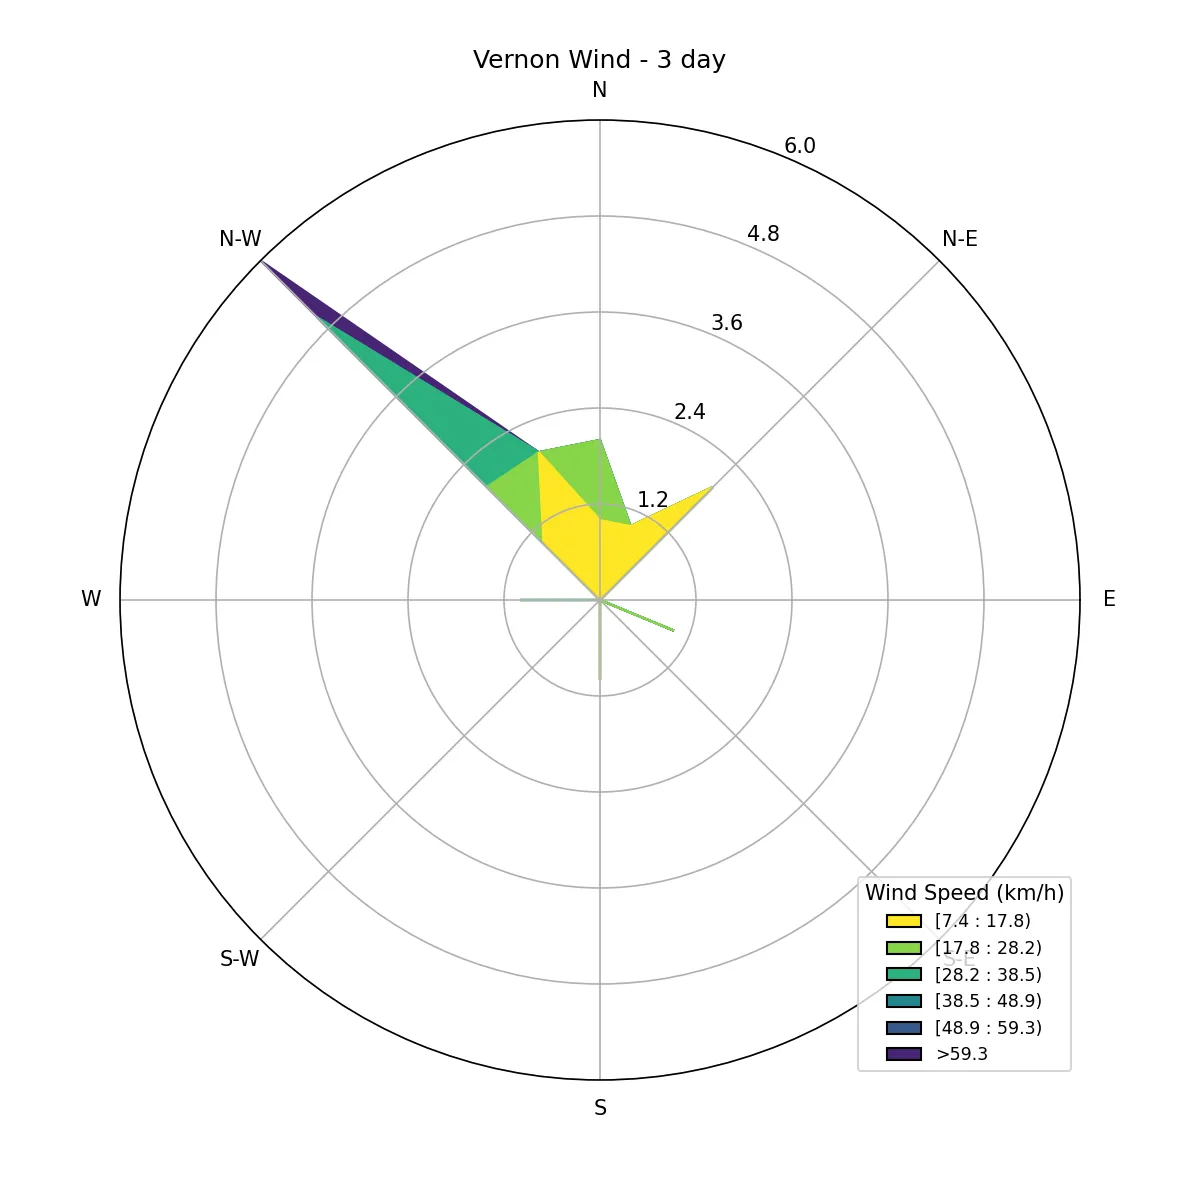 Vernon Wind - 3 day
N
6.0
N-W
N-E
4.8
3.6
2.4
1.2
W
E
S-W
S-E
S
Wind Speed (km/h)
[7.4 : 17.8)
[17.8 : 28.2)
[28.2 : 38.5)
[38.5 : 48.9)
[48.9 : 59.3)
>59.3